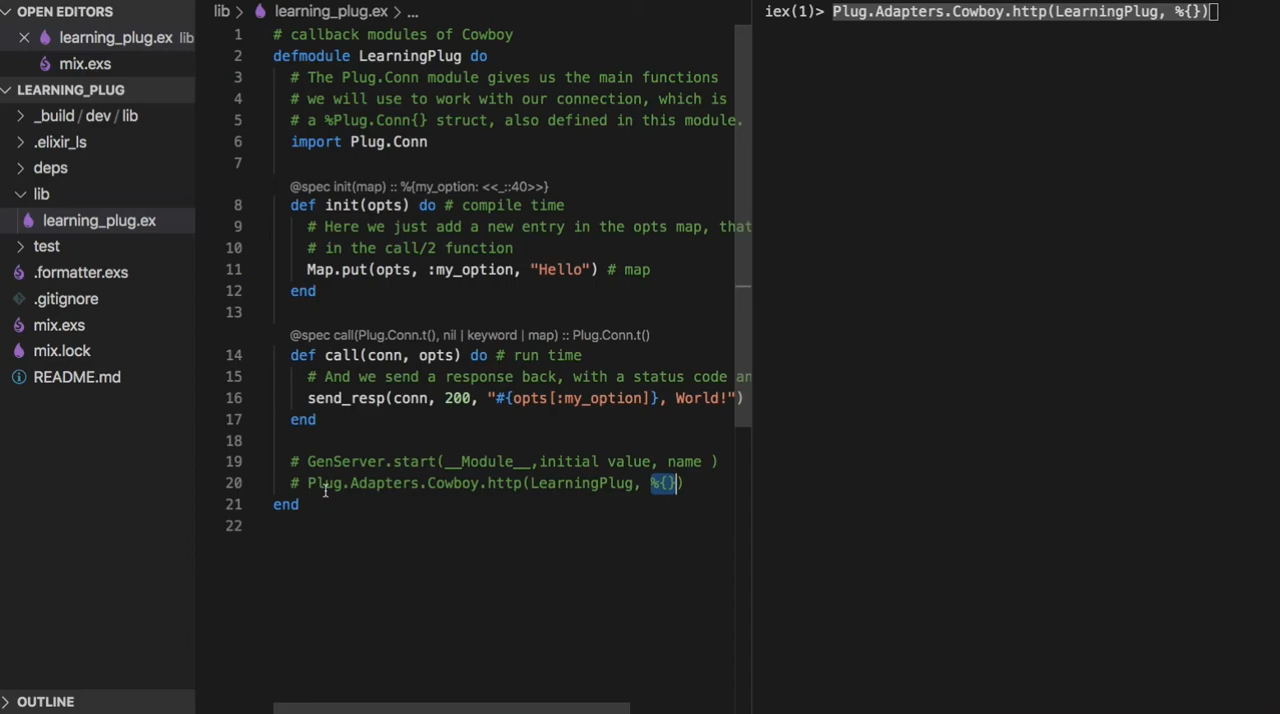 OPEN EDITORS
learning_plug.ex lib
mix.exs
LEARNING_PLUG
_build / dev / lib
.elixir_ls
deps
lib
learning_plug.ex
test
.formatter.exs
.gitignore
mix.exs
mix.lock
README.md
OUTLINE
lib > learning_plug.ex > ...
1 # callback modules of Cowboy
2 defmodule LearningPlug do
3 # The Plug.Conn module gives us the main functions
4 # we will use to work with our connection, which is
5 # a %Plug.Conn{} struct, also defined in this module.
6 import Plug.Conn
7
@spec init(map) :: %{my_option: <<_::40>>}
8 def init(opts) do # compile time
9 # Here we just add a new entry in the opts map, that
10 # in the call/2 function
11 Map.put(opts, :my_option, "Hello") # map
12 end
13
@spec call(Plug.Conn.t(), nil | keyword | map) :: Plug.Conn.t()
14 def call(conn, opts) do # run time
15 # And we send a response back, with a status code an
16 send_resp(conn, 200, "#{opts[:my_option]}, World!")
17 end
18
19 # GenServer.start(__Module__,initial value, name )
20 # Plug.Adapters.Cowboy.http(LearningPlug, %{})
21 end
22
iex(1)> Plug.Adapters.Cowboy.http(LearningPlug, %{})